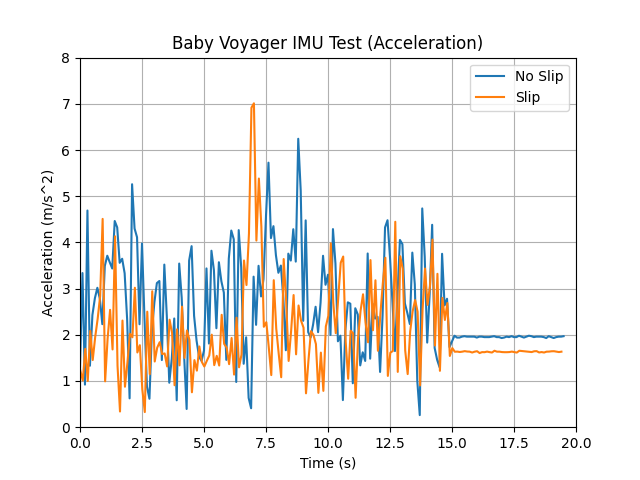 Baby Voyager IMU Test (Acceleration)
No Slip
Slip
Acceleration (m/s^2)
8
7
6
5
4
3
2
1
0
0.0 2.5 5.0 7.5 10.0 12.5 15.0 17.5 20.0
Time (s)